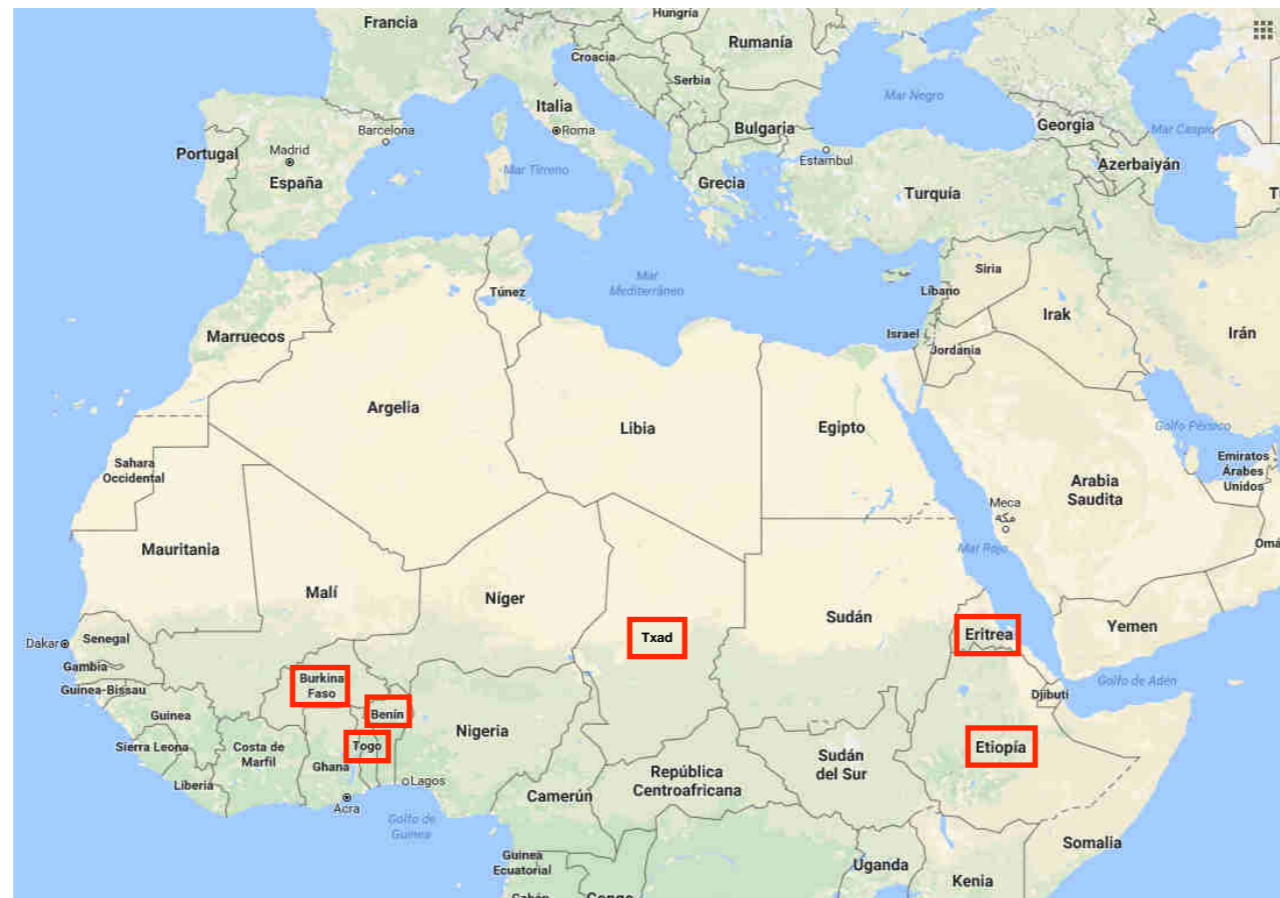 Francia
Hungría
Rumanía
Croacia
Serbia
Italia
Roma
Bulgaria
Mar Negro
Georgia
Mar Caspio
Azerbaiyán
Barcelona
Madrid
Portugal
España
Mar Tirreno
Grecia
Estambul
Turquía
Siria
Líbano
Irak
Irán
Israel
Jordania
Túnez
Mar
Mediterráneo
Marruecos
Argelia
Libia
Egipto
Golfo Pérsico
Emiratos
Árabes
Unidos
Sahara
Occidental
Arabia
Saudita
Meca
مكة
Mar Rojo
Mauritania
Malí
Níger
Txad
Sudán
Eritrea
Yemen
Omá
Dakar
Senegal
Gambia
Guinea-Bissau
Burkina
Faso
Benín
Djibuti
Golfo de Adén
Guinea
Togo
Nigeria
Etiopía
Sierra Leona
Costa de
Marfil
Ghana
Lagos
Sudán
del Sur
República
Centroafricana
Liberia
Acra
Camerún
Golfo de
Guinea
Somalia
Guinea
Ecuatorial
Uganda
Kenia